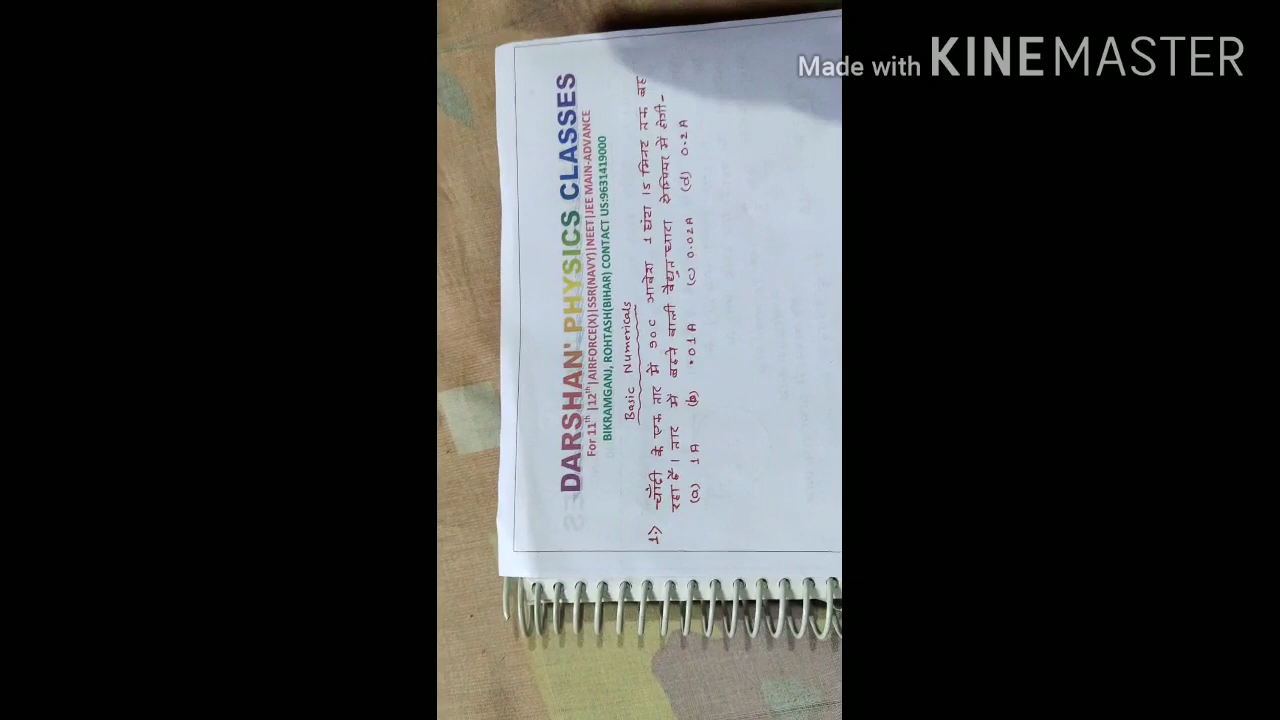 Made with KINEMASTER
DARSHAN' PHYSICS CLASSES
For 11th |12th|AIRFORCE(X)|SSR(NAVY)|NEET|JEE MAIN-ADVANCE
BIKRAMGANJ, ROHTASH(BIHAR) CONTACT US:9631419000
Basic Numericals
1:) चाँदी के एक तार में 90C आवेश 1 घंटा 15 मिनट तक बह
रहा हैं। तार में बहने वाली वैद्युत धारा ऐम्पियर में होगी-
(a) 1A (b) .01A (c) 0.02A (d) 0.2A